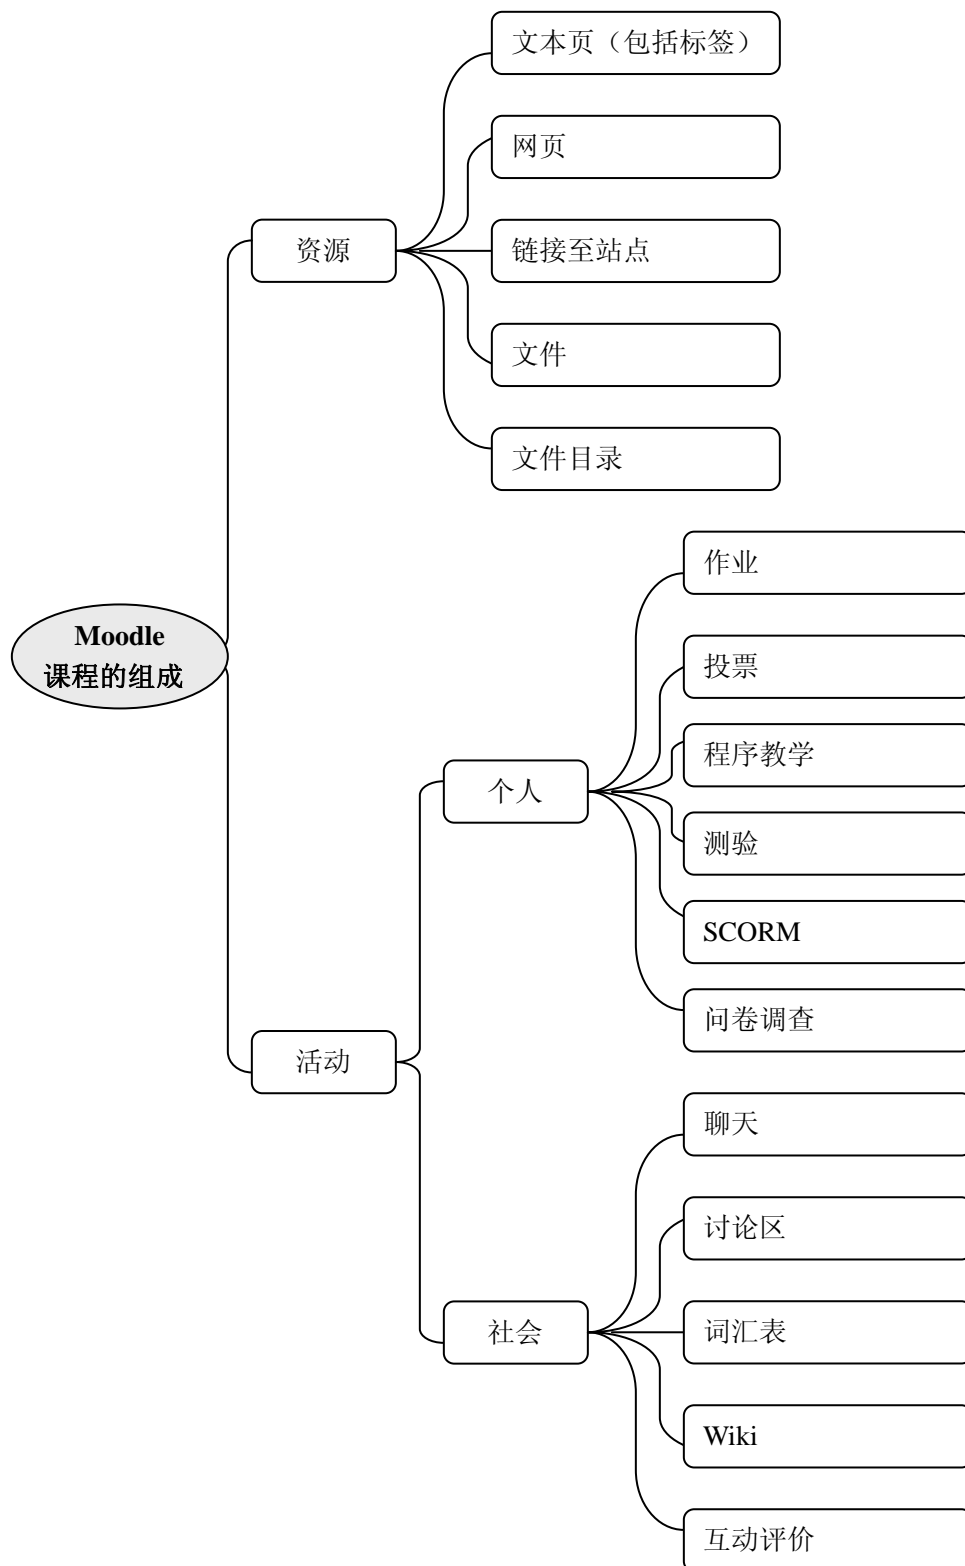 文本页（包括标签）
网页
资源
链接至站点
文件
文件目录
Moodle
课程的组成
作业
投票
个人
程序教学
测验
SCORM
问卷调查
活动
聊天
讨论区
社会
词汇表
Wiki
互动评价